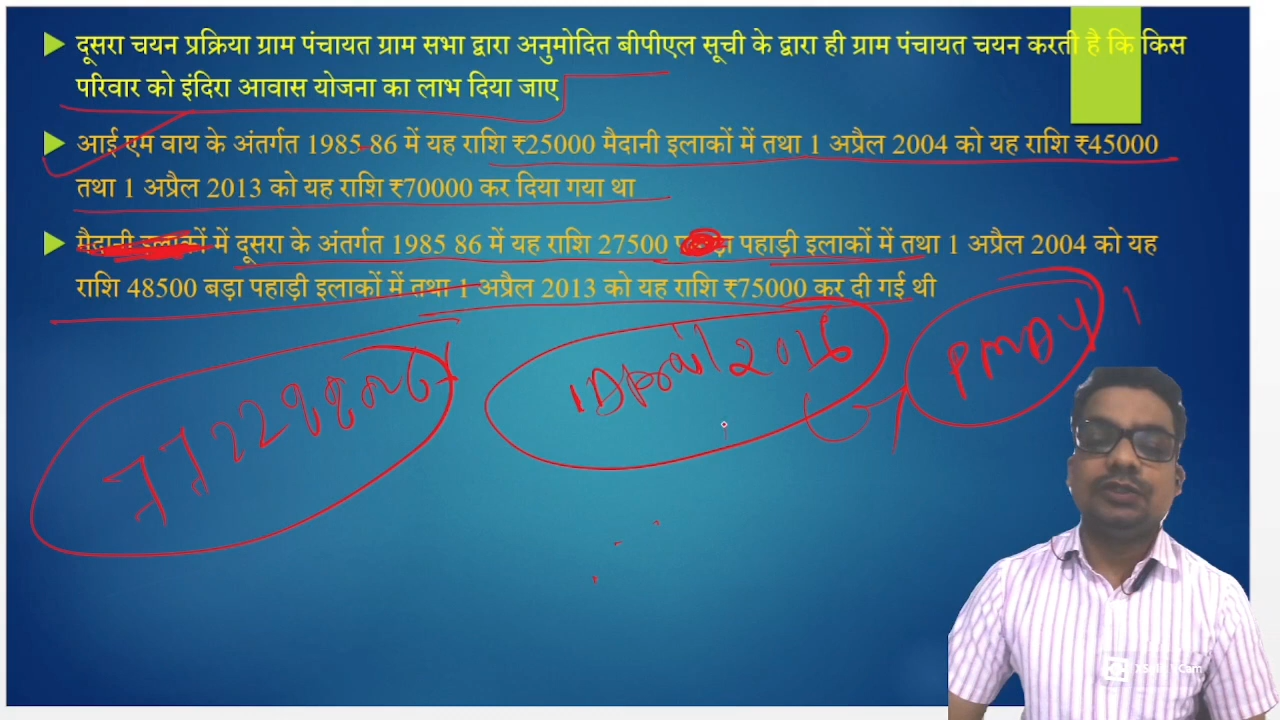 दूसरा चयन प्रक्रिया ग्राम पंचायत ग्राम सभा द्वारा अनुमोदित बीपीएल सूची के द्वारा ही ग्राम पंचायत चयन करती है कि किस
परिवार को इंदिरा आवास योजना का लाभ दिया जाए
आई एम वाय के अंतर्गत 1985-86 में यह राशि ₹25000 मैदानी इलाकों में तथा 1 अप्रैल 2004 को यह राशि ₹45000
तथा 1 अप्रैल 2013 को यह राशि ₹70000 कर दिया गया था
मैदानी इलाकों में दूसरा के अंतर्गत 1985 86 में यह राशि 27500 पहाड़ी इलाकों में तथा 1 अप्रैल 2004 को यह
राशि 48500 बड़ा पहाड़ी इलाकों में तथा 1 अप्रैल 2013 को यह राशि ₹75000 कर दी गई थी
1 April 2016